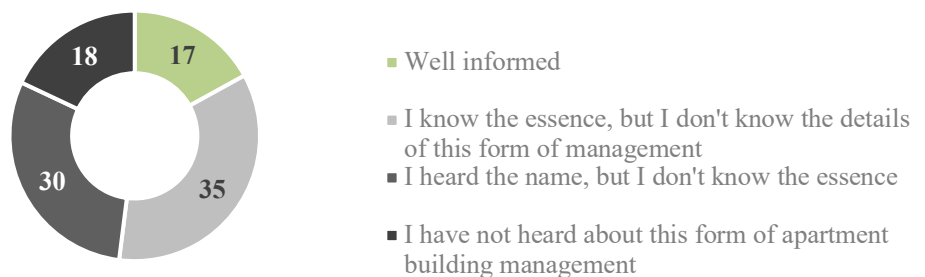 18
17
30
35
Well informed
I know the essence, but I don't know the details
of this form of management
I heard the name, but I don't know the essence
I have not heard about this form of apartment
building management